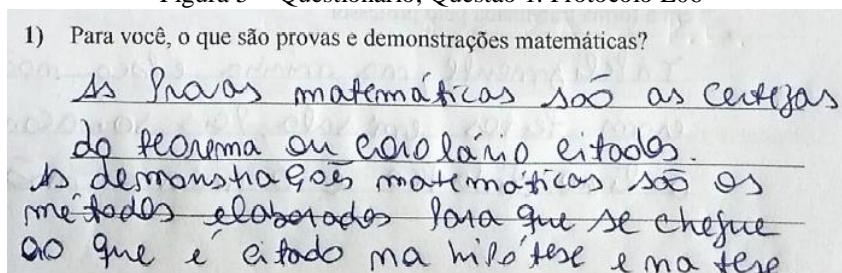 Figura 3 – Questionário, Questão 1. Protocolo E08
1) Para você, o que são provas e demonstrações matemáticas?
As Provas matemáticas são as certezas
do teorema ou corolário citados.
As demonstrações matemáticas são os
métodos elaborados para que se chegue
ao que é citado na hipótese e na tese